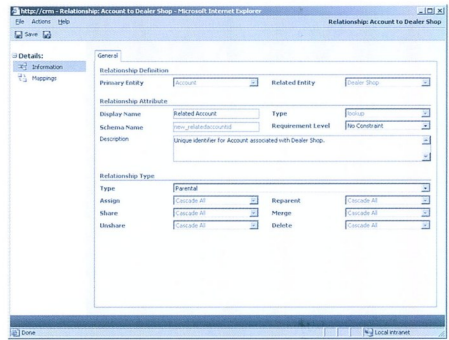 http://crm - Relationship: Account to Dealer Shop - Microsoft Internet Explorer
File Actions Help
Relationship: Account to Dealer Shop
Save
Details:
Information
Mappings
General
Relationship Definition
Primary Entity Account Related Entity Dealer Shop
Relationship Attribute
Display Name Related Account Type lookup
Schema Name new_relatedaccountid Requirement Level No Constraint
Description Unique identifier for Account associated with Dealer Shop.
Relationship Type
Type Parental
Assign Cascade All Reparent Cascade All
Share Cascade All Merge Cascade All
Unshare Cascade All Delete Cascade All
Done Local intranet